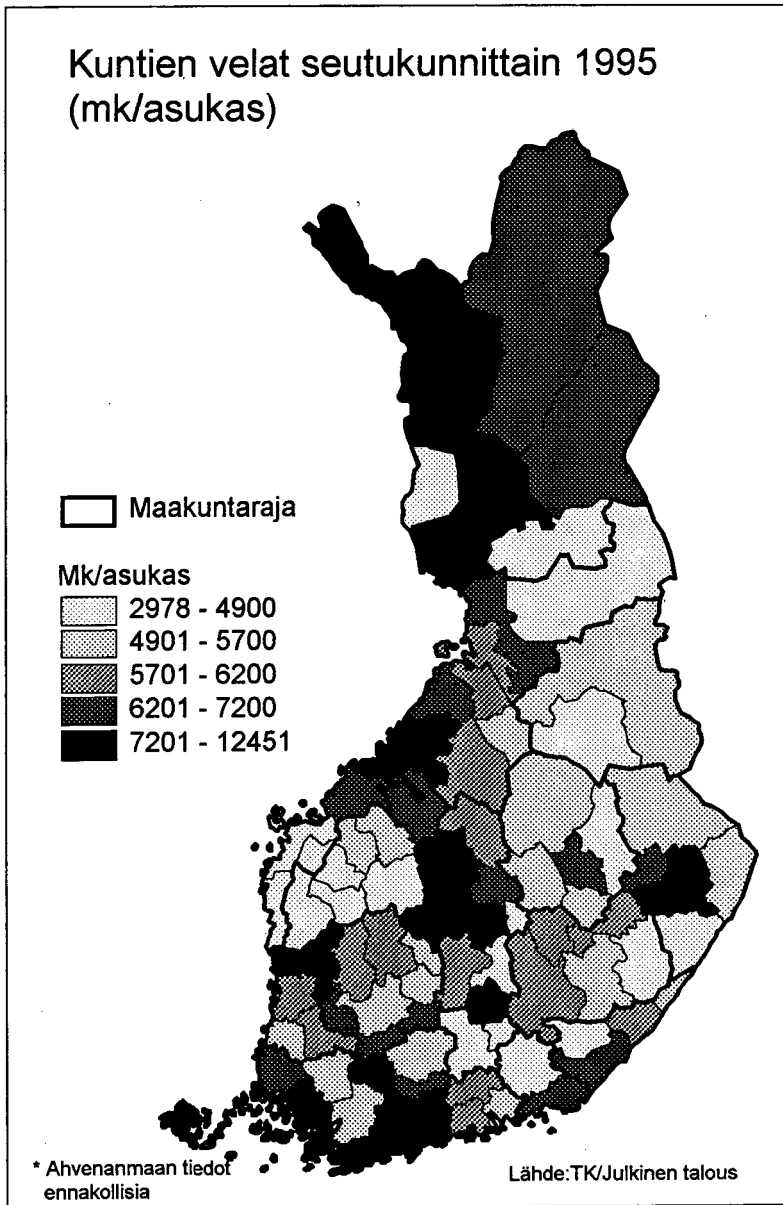 Kuntien velat seutukunnittain 1995
(mk/asukas)
Maakuntaraja
Mk/asukas
2978 - 4900
4901 - 5700
5701 - 6200
6201 - 7200
7201 - 12451
* Ahvenanmaan tiedot
ennakollisia
Lähde:TK/Julkinen talous